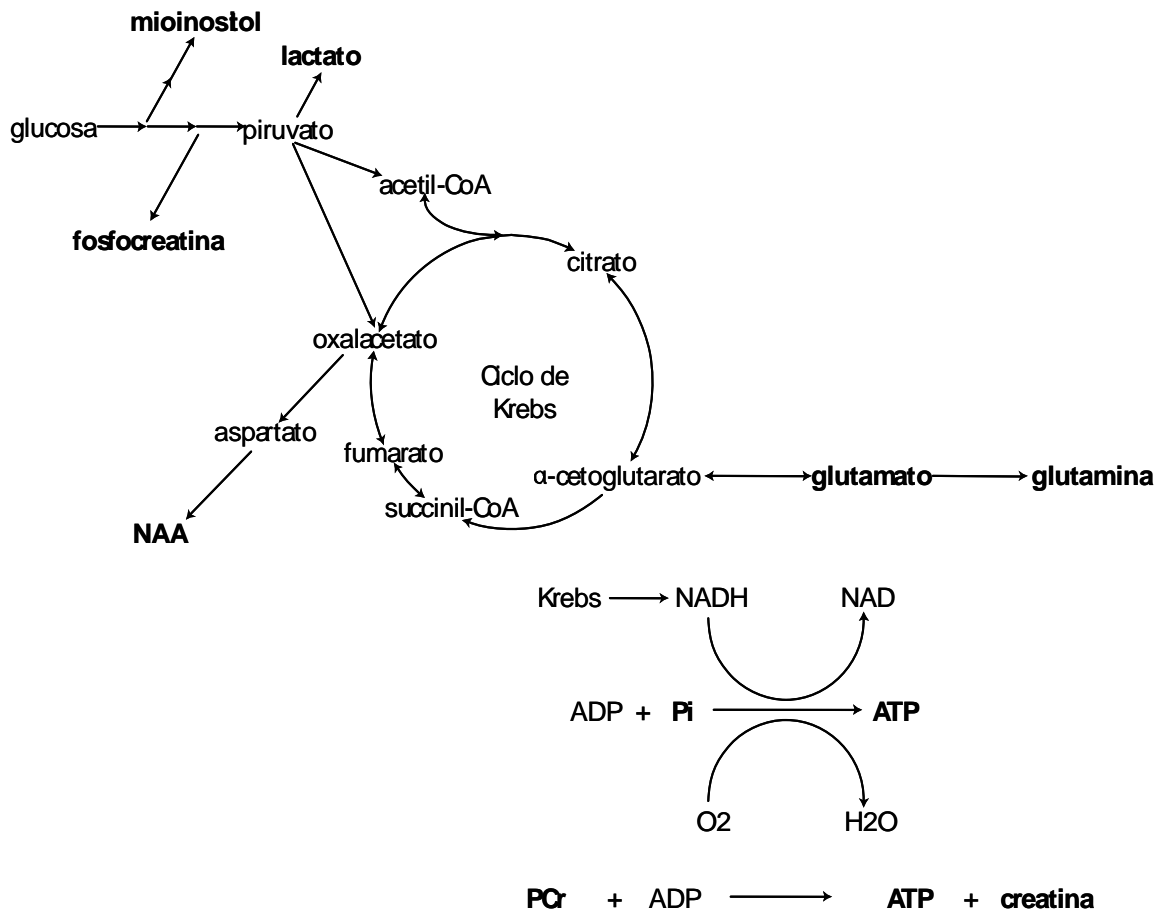 mioinostol
lactato
glucosa
piruvato
acetil-CoA
fosfocreatina
citrato
oxalacetato
Ciclo de
Krebs
aspartato
fumarato
α-cetoglutarato
glutamato
glutamina
succinil-CoA
NAA
Krebs
NADH
NAD
ADP + Pi
ATP
O2
H2O
PCr + ADP
ATP + creatina